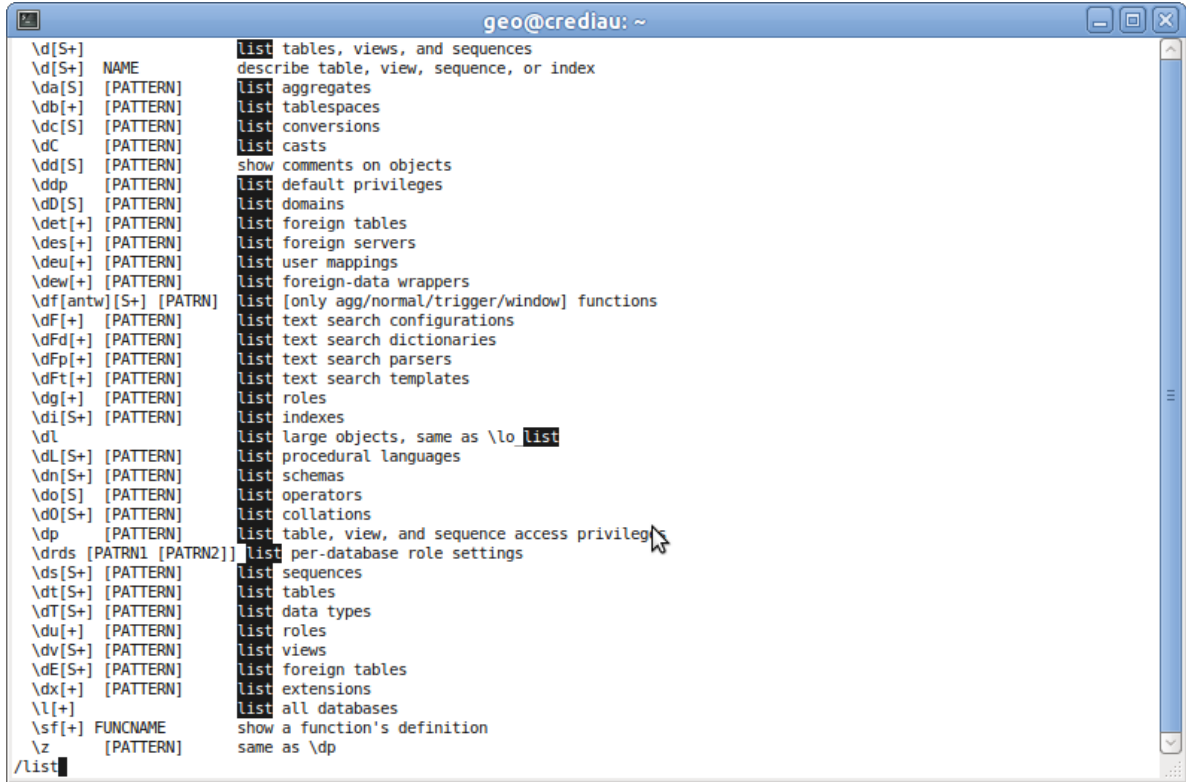 geo@crediau: ~
\d[S+]                 list tables, views, and sequences
\d[S+]  NAME           describe table, view, sequence, or index
\da[S]  [PATTERN]      list aggregates
\db[+]  [PATTERN]      list tablespaces
\dc[S]  [PATTERN]      list conversions
\dC     [PATTERN]      list casts
\dd[S]  [PATTERN]      show comments on objects
\ddp    [PATTERN]      list default privileges
\dD[S]  [PATTERN]      list domains
\det[+] [PATTERN]      list foreign tables
\des[+] [PATTERN]      list foreign servers
\deu[+] [PATTERN]      list user mappings
\dew[+] [PATTERN]      list foreign-data wrappers
\df[antw][S+] [PATRN]  list [only agg/normal/trigger/window] functions
\dF[+]  [PATTERN]      list text search configurations
\dFd[+] [PATTERN]      list text search dictionaries
\dFp[+] [PATTERN]      list text search parsers
\dFt[+] [PATTERN]      list text search templates
\dg[+]  [PATTERN]      list roles
\di[S+] [PATTERN]      list indexes
\dl                    list large objects, same as \lo_list
\dL[S+] [PATTERN]      list procedural languages
\dn[S+] [PATTERN]      list schemas
\do[S]  [PATTERN]      list operators
\dO[S+] [PATTERN]      list collations
\dp     [PATTERN]      list table, view, and sequence access privileges
\drds [PATRN1 [PATRN2]] list per-database role settings
\ds[S+] [PATTERN]      list sequences
\dt[S+] [PATTERN]      list tables
\dT[S+] [PATTERN]      list data types
\du[+]  [PATTERN]      list roles
\dv[S+] [PATTERN]      list views
\dE[S+] [PATTERN]      list foreign tables
\dx[+]  [PATTERN]      list extensions
\l[+]                  list all databases
\sf[+] FUNCNAME        show a function's definition
\z      [PATTERN]      same as \dp
/list